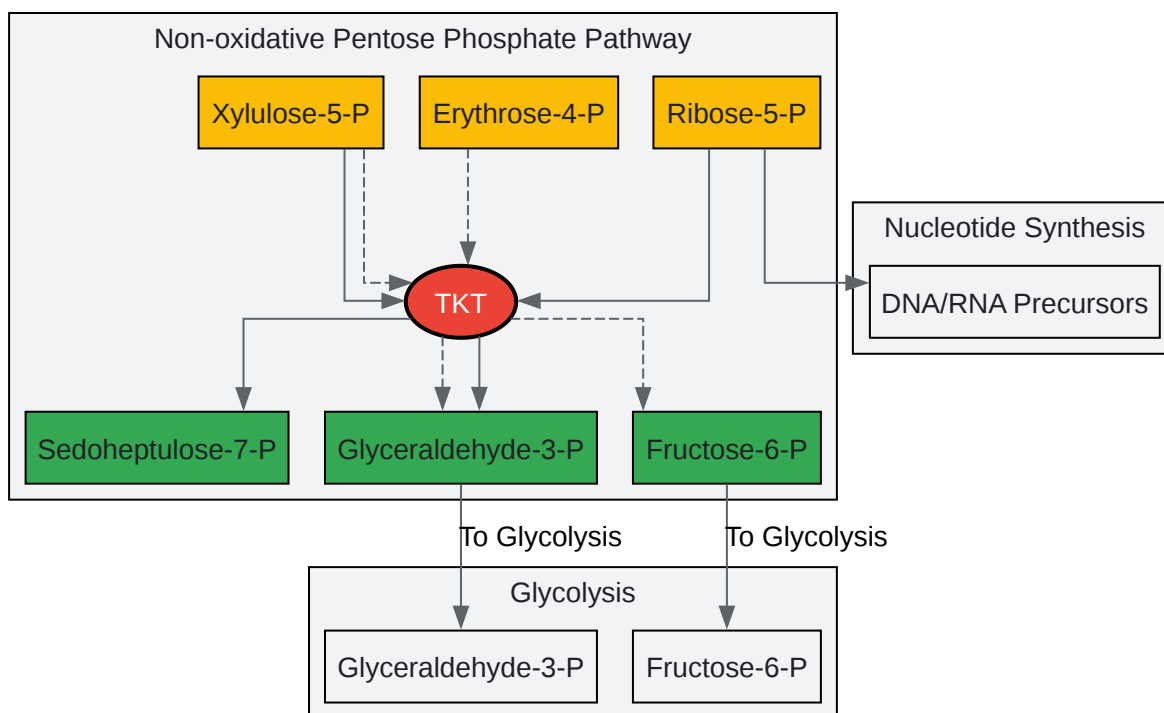 Non-oxidative Pentose Phosphate Pathway
Xylulose-5-P
Erythrose-4-P
Ribose-5-P
Nucleotide Synthesis
DNA/RNA Precursors
TKT
Sedoheptulose-7-P
Glyceraldehyde-3-P
Fructose-6-P
To Glycolysis
To Glycolysis
Glycolysis
Glyceraldehyde-3-P
Fructose-6-P